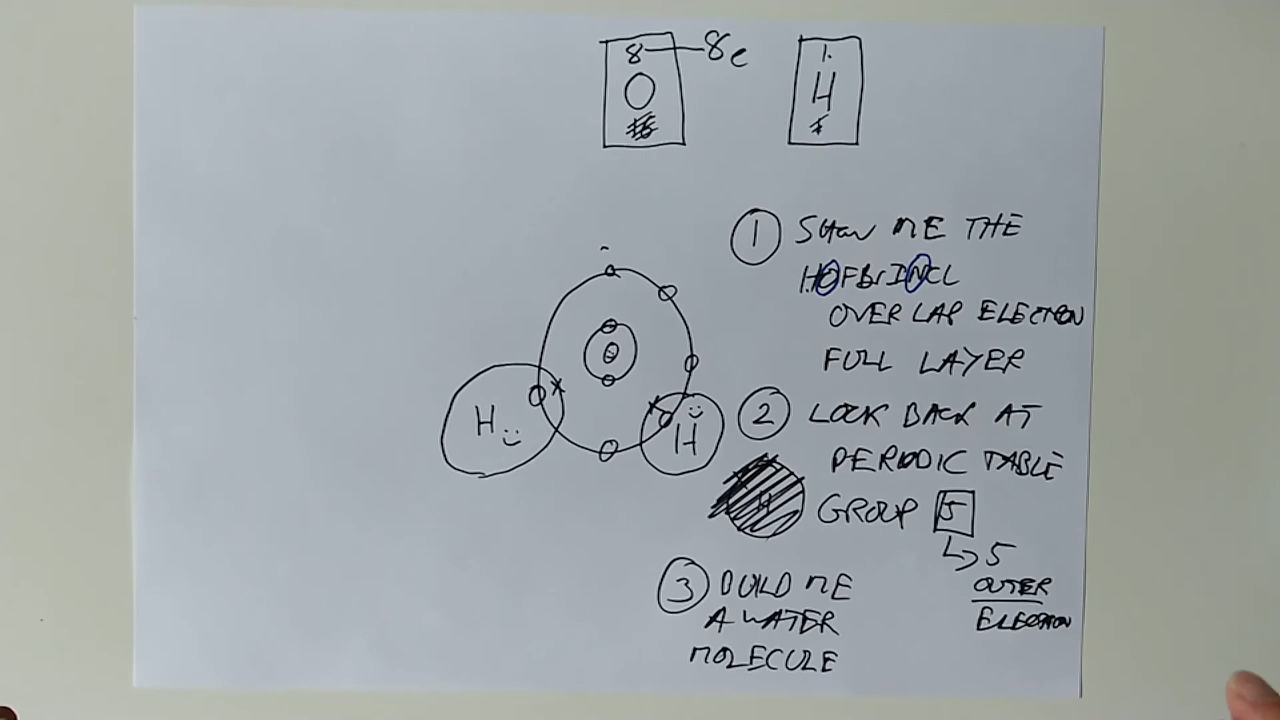 8 8e
O
1
H
1 SHOW ME THE
HOFBrINCL
OVERLAP ELECTRON
FULL LAYER
2 LOOK BACK AT
PERIODIC TABLE
GROUP 5
5
OUTER
ELECTRON
O
H
H
3 BUILD ME
A WATER
MOLECULE